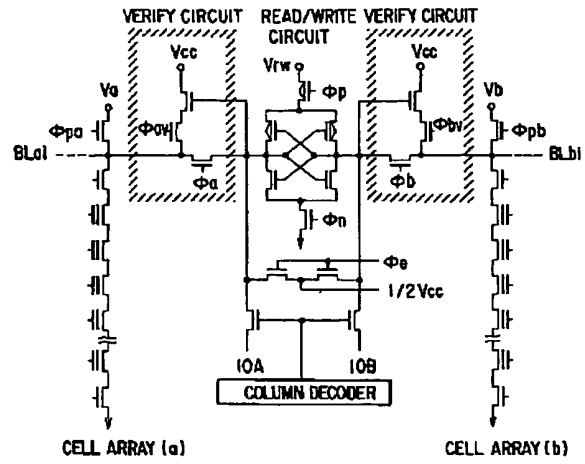 VERIFY CIRCUIT
READ/WRITE
CIRCUIT
VERIFY CIRCUIT
Vcc
Vrw
Vcc
Va
Φp
Vb
Φpa
Φav
Φbv
Φpb
BLai
BLbi
Φa
Φb
Φn
Φe
1/2Vcc
IOA
IOB
COLUMN DECODER
CELL ARRAY (a)
CELL ARRAY (b)